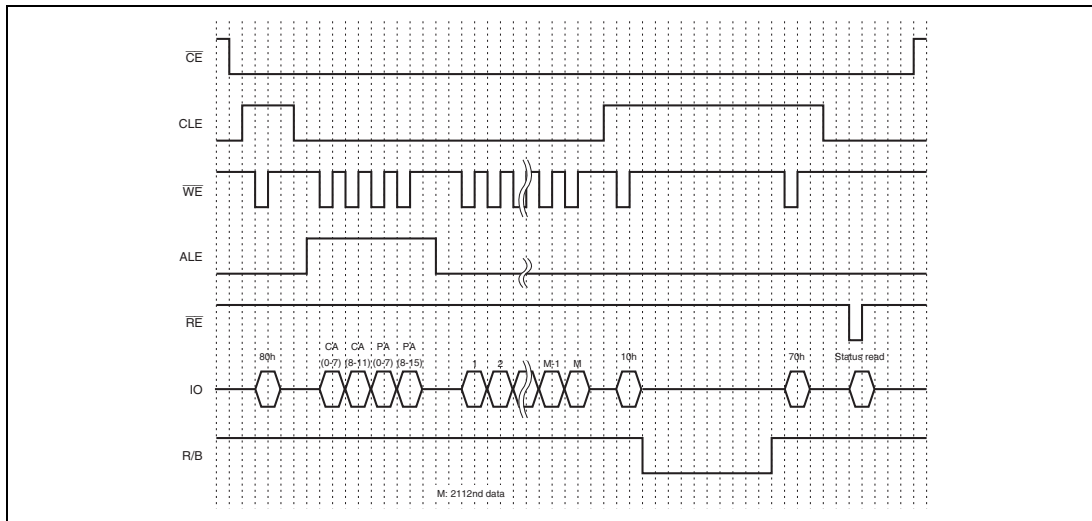 CE
CLE
WE
ALE
RE
CA CA PA PA
80h (0-7) (8-11) (0-7) (8-15) 1 2 M-1 M 10h 70h Status read
IO
R/B
M: 2112nd data